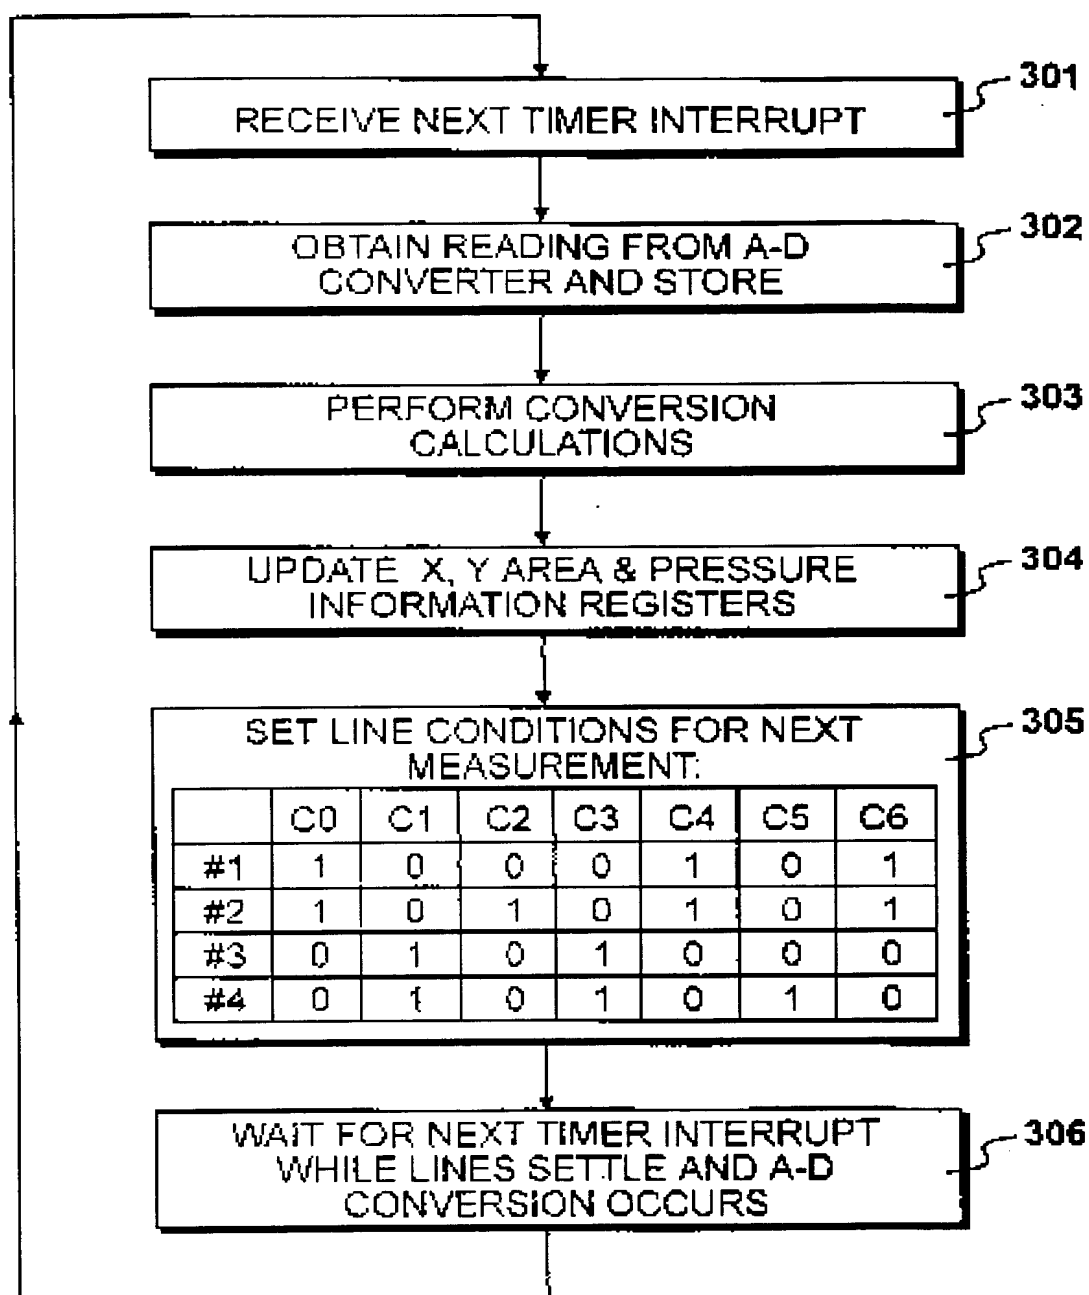 301
RECEIVE NEXT TIMER INTERRUPT
302
OBTAIN READING FROM A-D
CONVERTER AND STORE
303
PERFORM CONVERSION
CALCULATIONS
304
UPDATE X, Y AREA & PRESSURE
INFORMATION REGISTERS
305
SET LINE CONDITIONS FOR NEXT
MEASUREMENT:
C0 C1 C2 C3 C4 C5 C6
#1 1 0 0 0 1 0 1
#2 1 0 1 0 1 0 1
#3 0 1 0 1 0 0 0
#4 0 1 0 1 0 1 0
306
WAIT FOR NEXT TIMER INTERRUPT
WHILE LINES SETTLE AND A-D
CONVERSION OCCURS